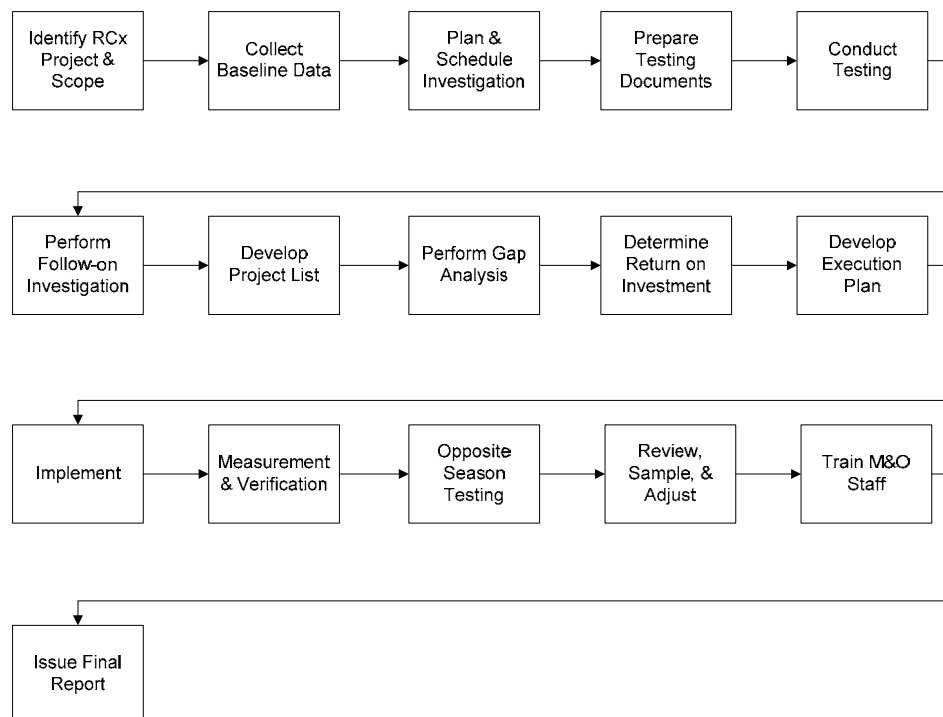 Identify RCx
Project &
Scope
Collect
Baseline Data
Plan &
Schedule
Investigation
Prepare
Testing
Documents
Conduct
Testing
Perform
Follow-on
Investigation
Develop
Project List
Perform Gap
Analysis
Determine
Return on
Investment
Develop
Execution
Plan
Implement
Measurement
& Verification
Opposite
Season
Testing
Review,
Sample, &
Adjust
Train M&O
Staff
Issue Final
Report